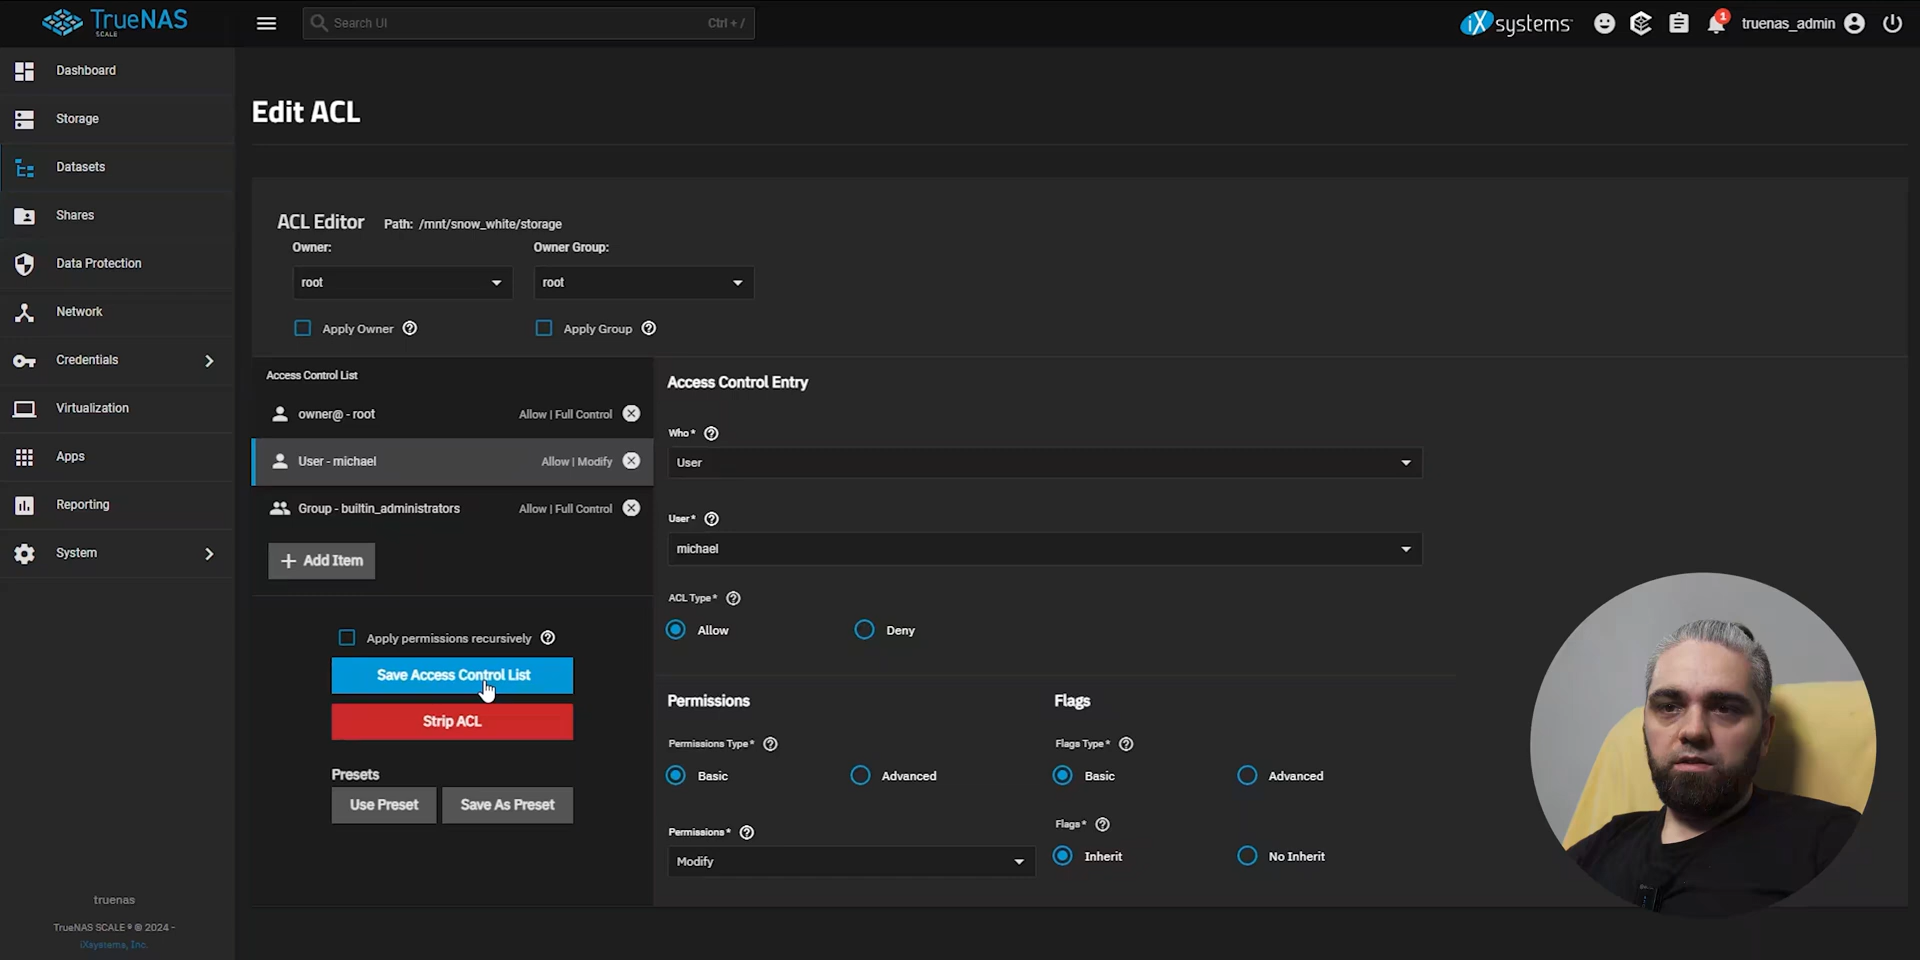 TrueNAS
SCALE
Search UI
Ctrl + /
iXsystems
1
truenas_admin
Dashboard
Storage
Datasets
Shares
Data Protection
Network
Credentials
Virtualization
Apps
Reporting
System
truenas
TrueNAS SCALE ® © 2024 -
iXsystems, Inc.
Edit ACL
ACL Editor
Path: /mnt/snow_white/storage
Owner:
Owner Group:
root
root
Apply Owner
Apply Group
Access Control List
owner@ - root
Allow | Full Control
User - michael
Allow | Modify
Group - builtin_administrators
Allow | Full Control
+ Add Item
Apply permissions recursively
Save Access Control List
Strip ACL
Presets
Use Preset
Save As Preset
Access Control Entry
Who *
User
User *
michael
ACL Type *
Allow
Deny
Permissions
Permissions Type *
Basic
Advanced
Permissions *
Modify
Flags
Flags Type *
Basic
Advanced
Flags *
Inherit
No Inherit